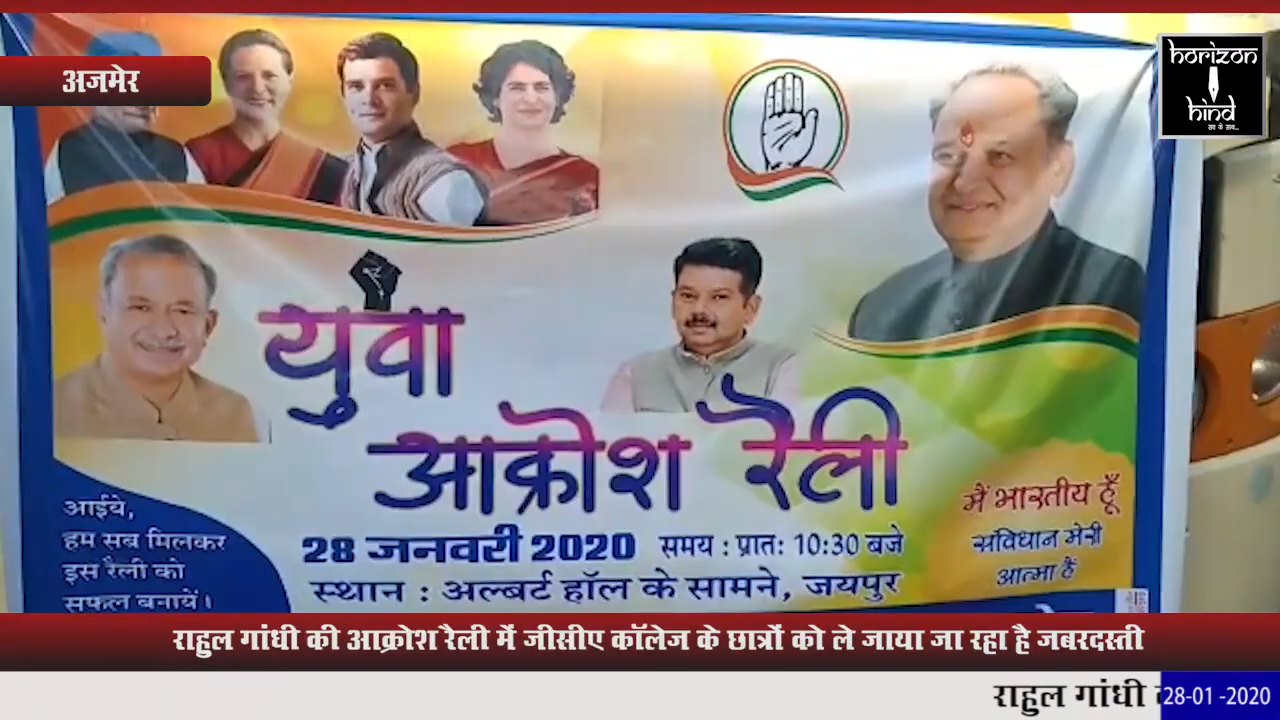 अजमेर
horizon
hind
सच के साथ...
युवा
आक्रोश रैली
28 जनवरी 2020 समय : प्रातः 10:30 बजे
स्थान : अल्बर्ट हॉल के सामने, जयपुर
आईये,
हम सब मिलकर
इस रैली को
सफल बनायें।
मैं भारतीय हूँ
संविधान मेरी
आत्मा हैं
राहुल गांधी की आक्रोश रैली में जीसीए कॉलेज के छात्रों को ले जाया जा रहा है जबरदस्ती
राहुल गांधी
28-01 -2020